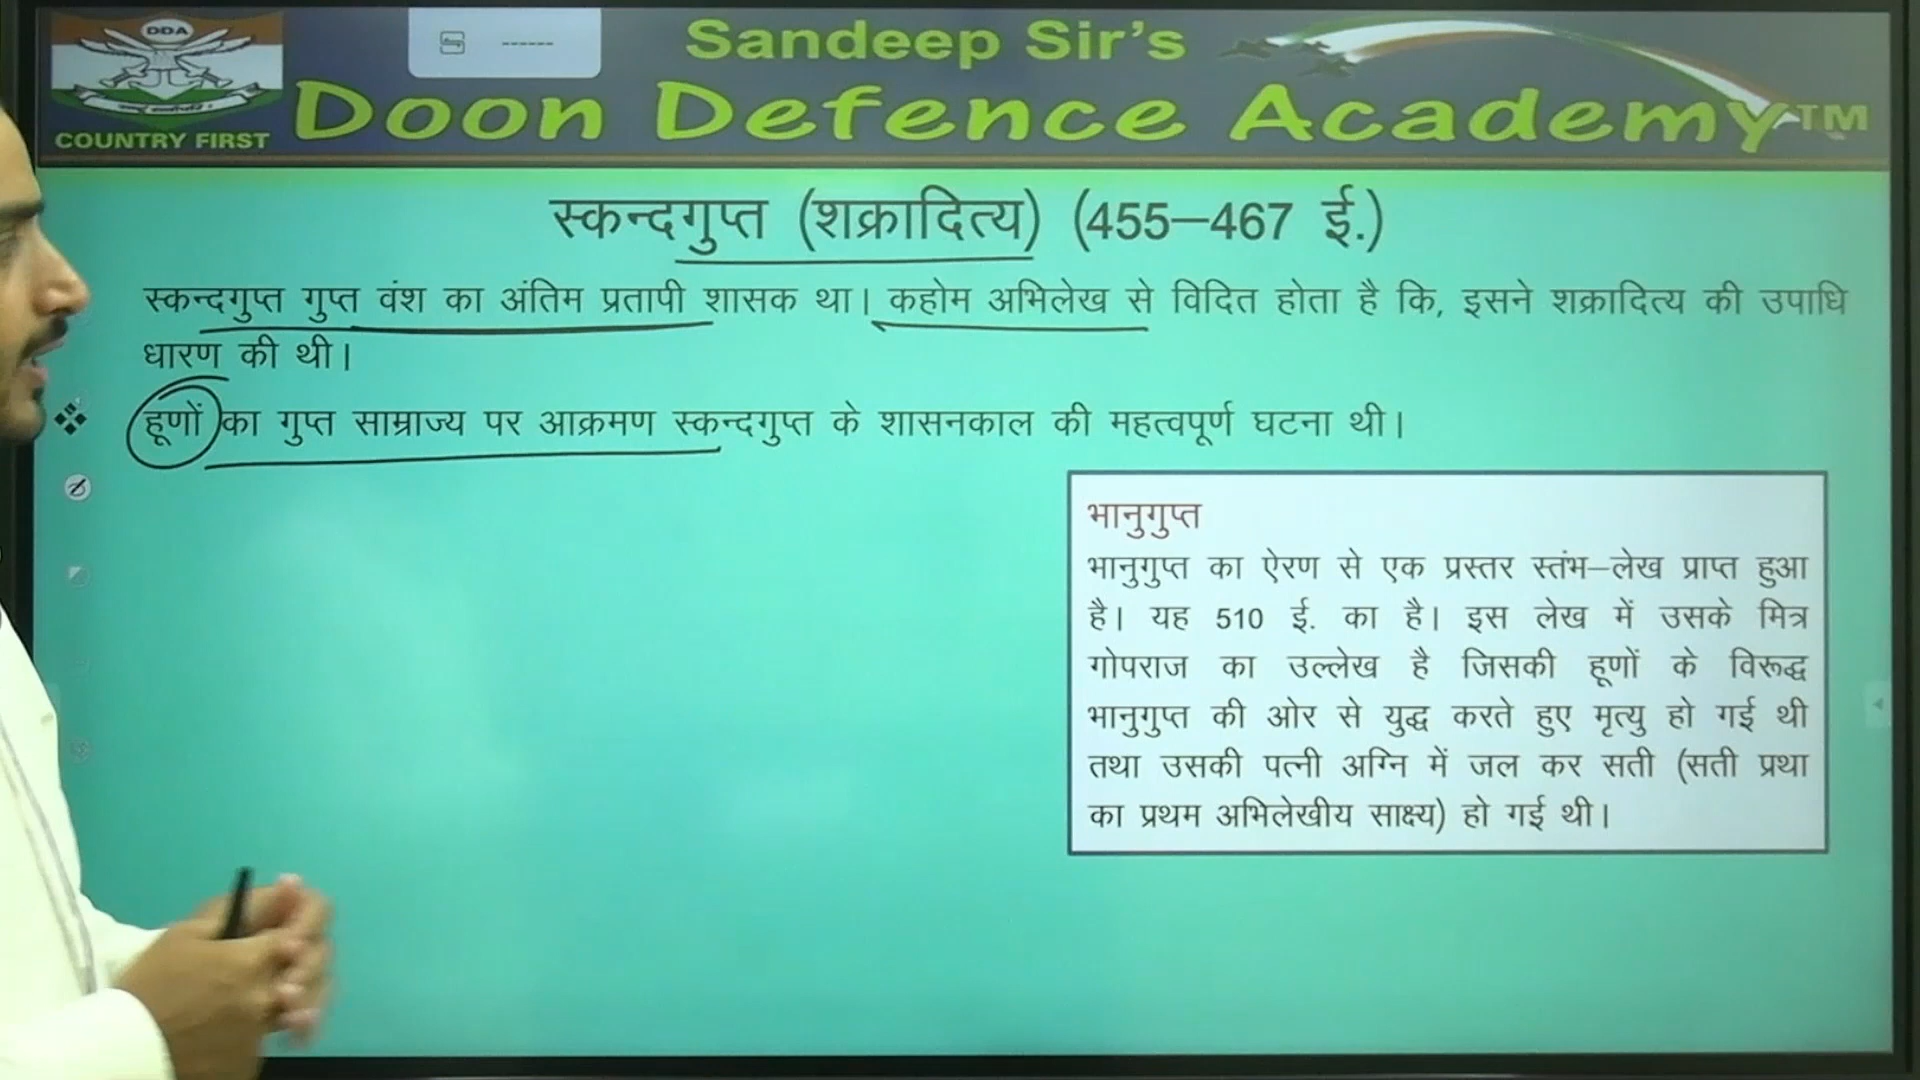 DDA
COUNTRY FIRST
Sandeep Sir's
Doon Defence Academy™
स्कन्दगुप्त (शक्रादित्य) (455–467 ई.)
स्कन्दगुप्त गुप्त वंश का अंतिम प्रतापी शासक था। कहोम अभिलेख से विदित होता है कि, इसने शक्रादित्य की उपाधि
धारण की थी।
हूणों का गुप्त साम्राज्य पर आक्रमण स्कन्दगुप्त के शासनकाल की महत्वपूर्ण घटना थी।
भानुगुप्त
भानुगुप्त का ऐरण से एक प्रस्तर स्तंभ–लेख प्राप्त हुआ
है। यह 510 ई. का है। इस लेख में उसके मित्र
गोपराज का उल्लेख है जिसकी हूणों के विरूद्ध
भानुगुप्त की ओर से युद्ध करते हुए मृत्यु हो गई थी
तथा उसकी पत्नी अग्नि में जल कर सती (सती प्रथा
का प्रथम अभिलेखीय साक्ष्य) हो गई थी।